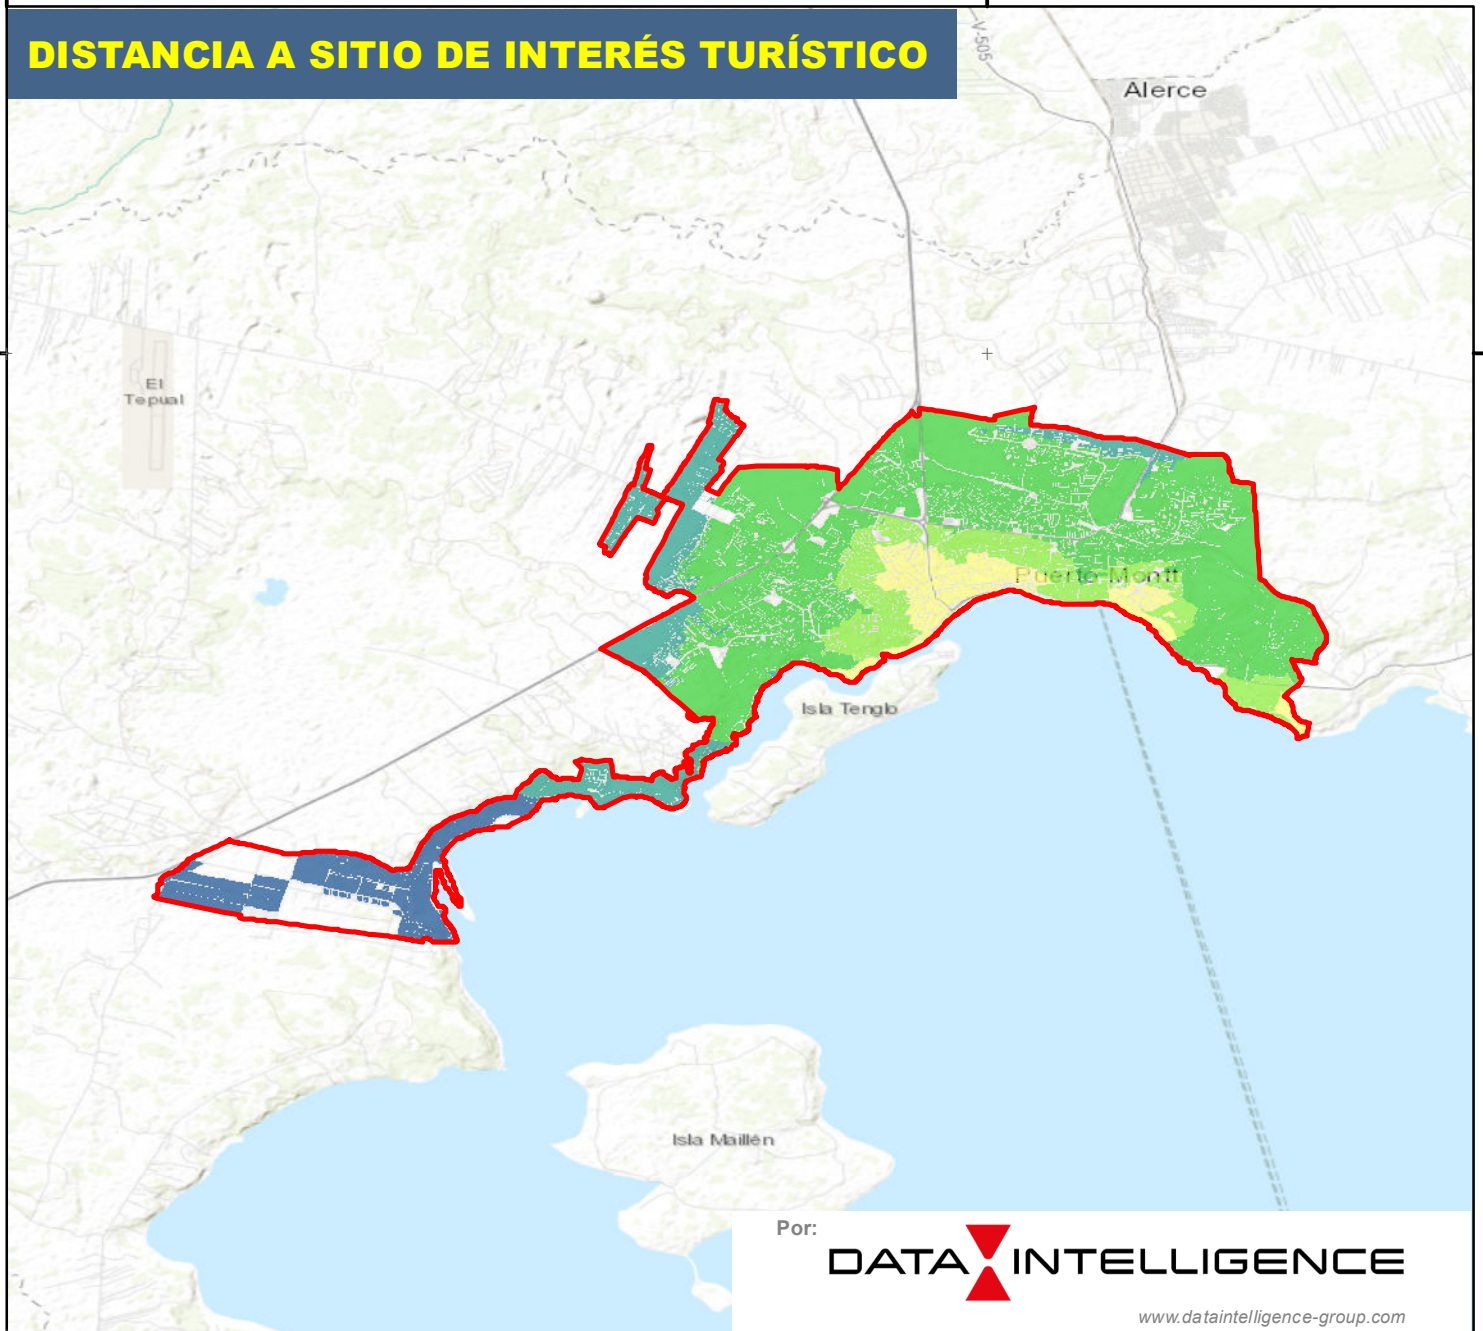 DISTANCIA A SITIO DE INTERÉS TURÍSTICO
V-505
Alerce
El
Tepual
Puerto Montt
Isla Tenglo
Isla Maillén
Por:
DATA INTELLIGENCE
www.dataintelligence-group.com